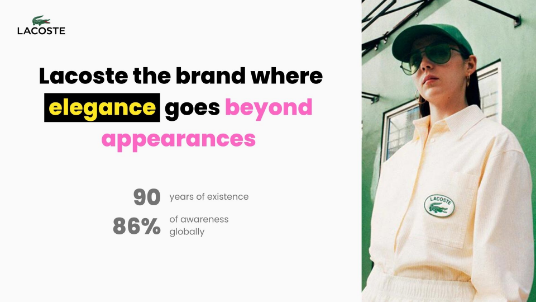 LACOSTE
Lacoste the brand where
elegance goes beyond
appearances
90 years of existence
86% of awareness
globally
LACOSTE